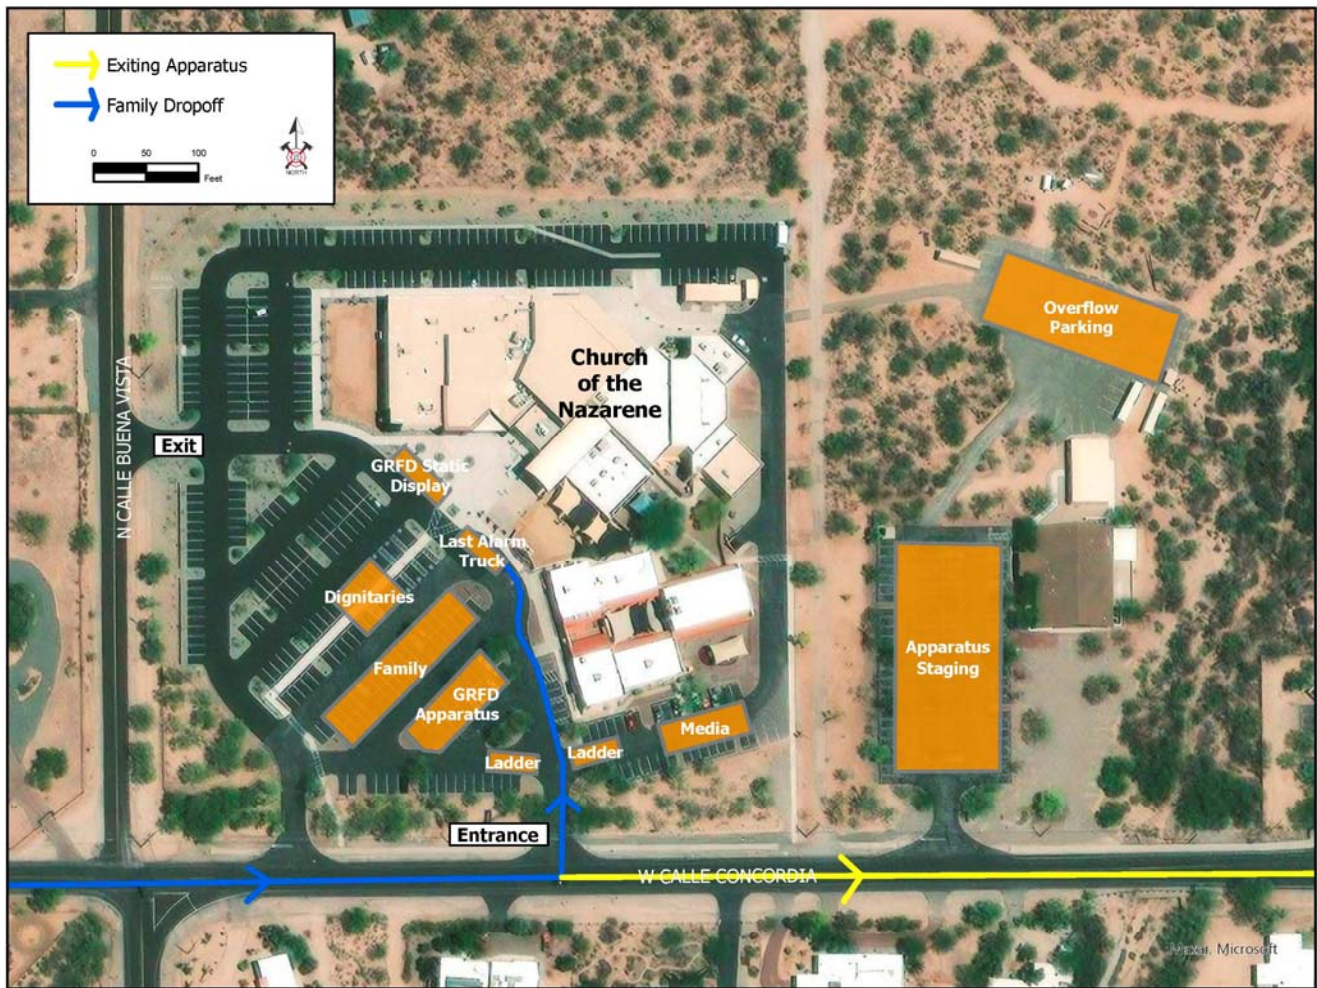 Exiting Apparatus
Family Dropoff
0 50 100
Feet
NORTH
Church
of the
Nazarene
Overflow
Parking
N CALLE BUENA VISTA
Exit
GRFD Static
Display
Last Alarm
Truck
Dignitaries
Family
GRFD
Apparatus
Apparatus
Staging
Media
Ladder
Ladder
Entrance
W CALLE CONCORDIA
Maxar, Microsoft